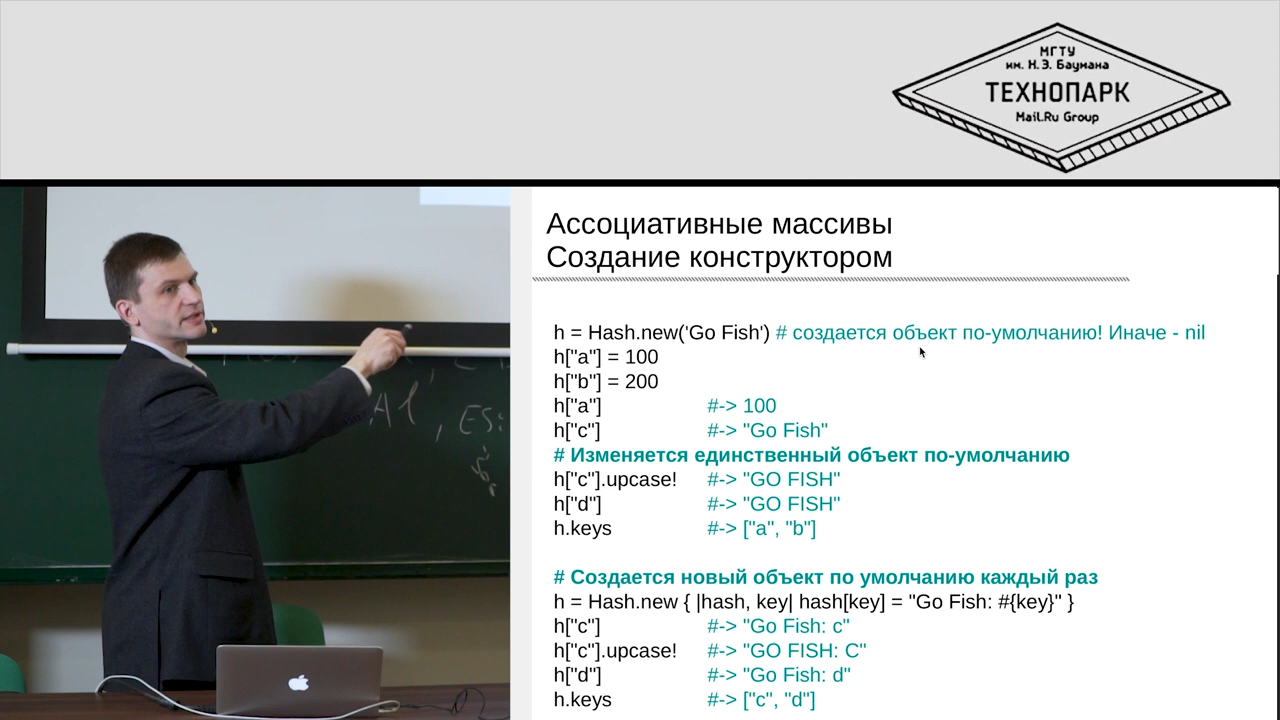 МГТУ
им. Н.Э. Баумана
ТЕХНОПАРК
Mail.Ru Group
Ассоциативные массивы
Создание конструктором
h = Hash.new('Go Fish') # создается объект по-умолчанию! Иначе - nil
h["a"] = 100
h["b"] = 200
h["a"] #-> 100
h["c"] #-> "Go Fish"
# Изменяется единственный объект по-умолчанию
h["c"].upcase! #-> "GO FISH"
h["d"] #-> "GO FISH"
h.keys #-> ["a", "b"]
# Создается новый объект по умолчанию каждый раз
h = Hash.new { |hash, key| hash[key] = "Go Fish: #{key}" }
h["c"] #-> "Go Fish: c"
h["c"].upcase! #-> "GO FISH: C"
h["d"] #-> "Go Fish: d"
h.keys #-> ["c", "d"]